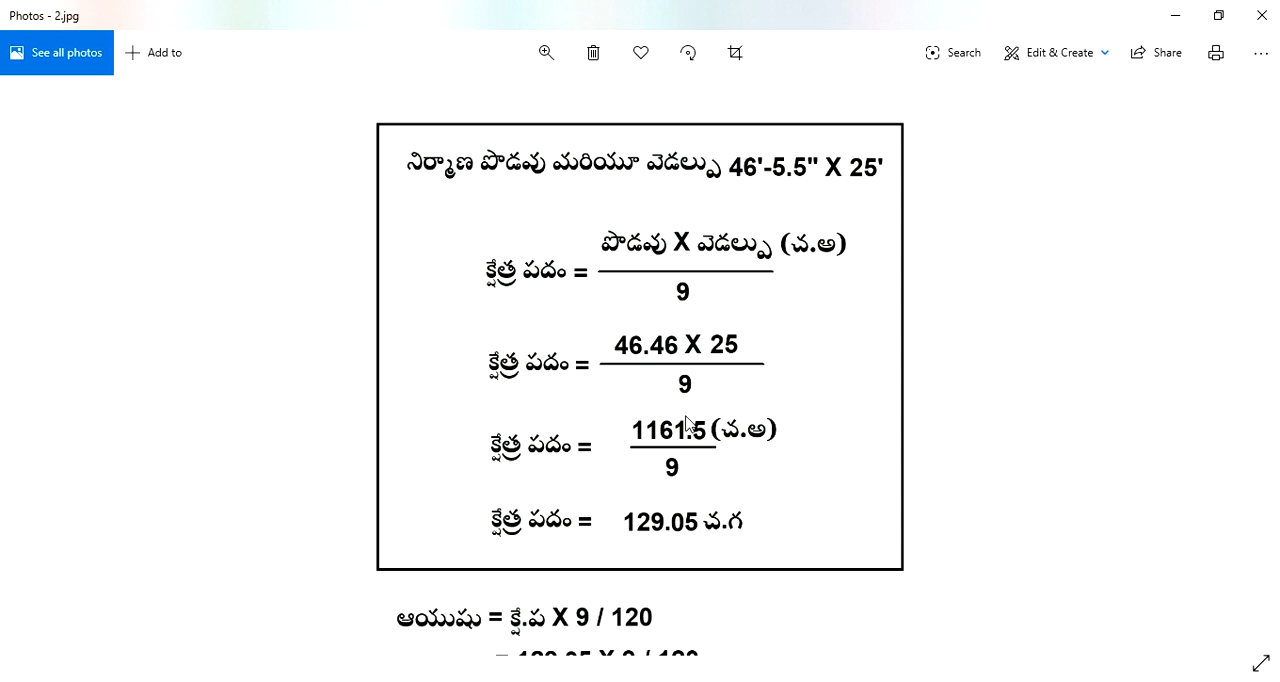 Photos - 2.jpg
See all photos
Add to
Search
Edit & Create
Share
నిర్మాణ పొడవు మరియూ వెడల్పు 46'-5.5" X 25'
క్షేత్ర పదం = పొడవు X వెడల్పు (చ.అ)
9
క్షేత్ర పదం = 46.46 X 25
9
క్షేత్ర పదం = 1161.5 (చ.అ)
9
క్షేత్ర పదం = 129.05 చ.గ
ఆయుషు = క్షే.ప X 9 / 120